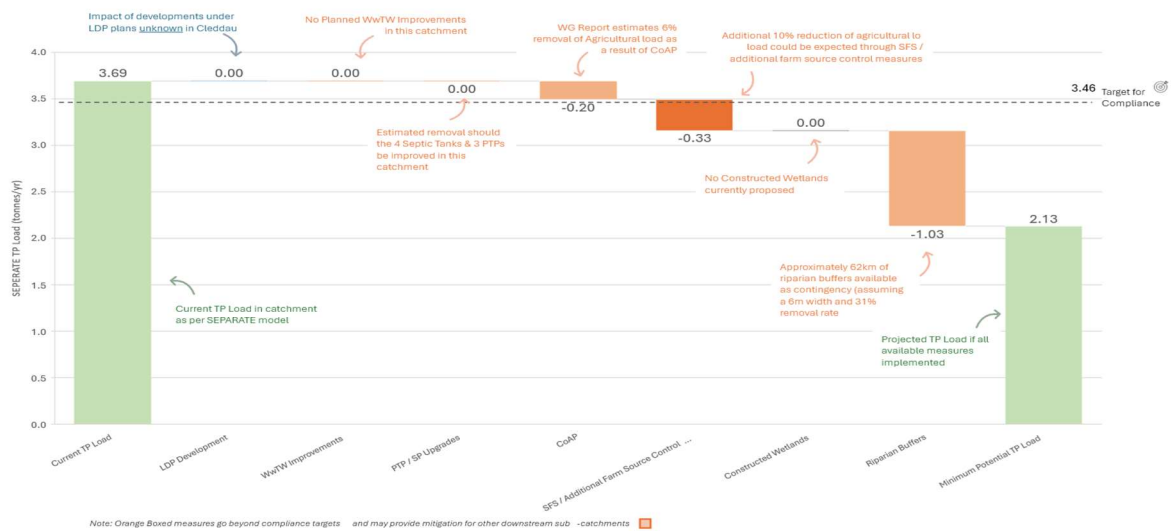 Impact of developments under
LDP plans unknown in Cleddau
No Planned WwTW Improvements
in this catchment
WG Report estimates 6%
removal of Agricultural load as
a result of CoAP
Additional 10% reduction of agricultural lo
load could be expected through SFS /
additional farm source control measures
4.0
3.5
3.0
2.5
2.0
1.5
1.0
0.5
0.0
SEPERATE TP Load (tonnes/yr)
3.69
0.00
0.00
0.00
-0.20
-0.33
0.00
-1.03
2.13
3.46 Target for
Compliance
Estimated removal should
the 4 Septic Tanks & 3 PTPs
be improved in this
catchment
No Constructed Wetlands
currently proposed
Current TP Load in catchment
as per SEPARATE model
Approximately 62km of
riparian buffers available
as contingency (assuming
a 6m width and 31%
removal rate
Projected TP Load if all
available measures
implemented
Current TP Load
LDP Development
WwTW Improvements
PTP / SP Upgrades
CoAP
SFS / Additional Farm Source Control ...
Constructed Wetlands
Riparian Buffers
Minimum Potential TP Load
Note: Orange Boxed measures go beyond compliance targets and may provide mitigation for other downstream sub -catchments